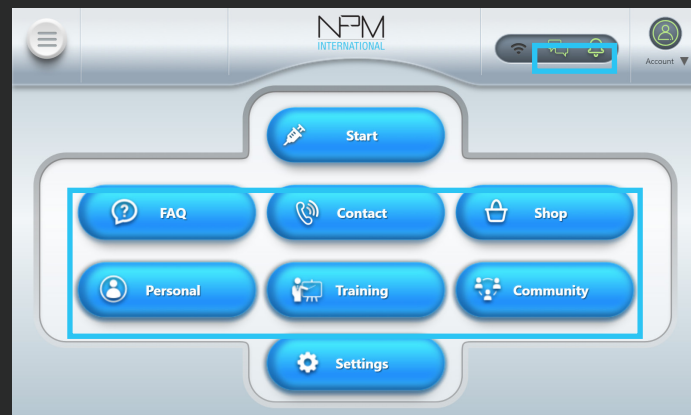 NPM
INTERNATIONAL
Account
Start
FAQ
Contact
Shop
Personal
Training
Community
Settings